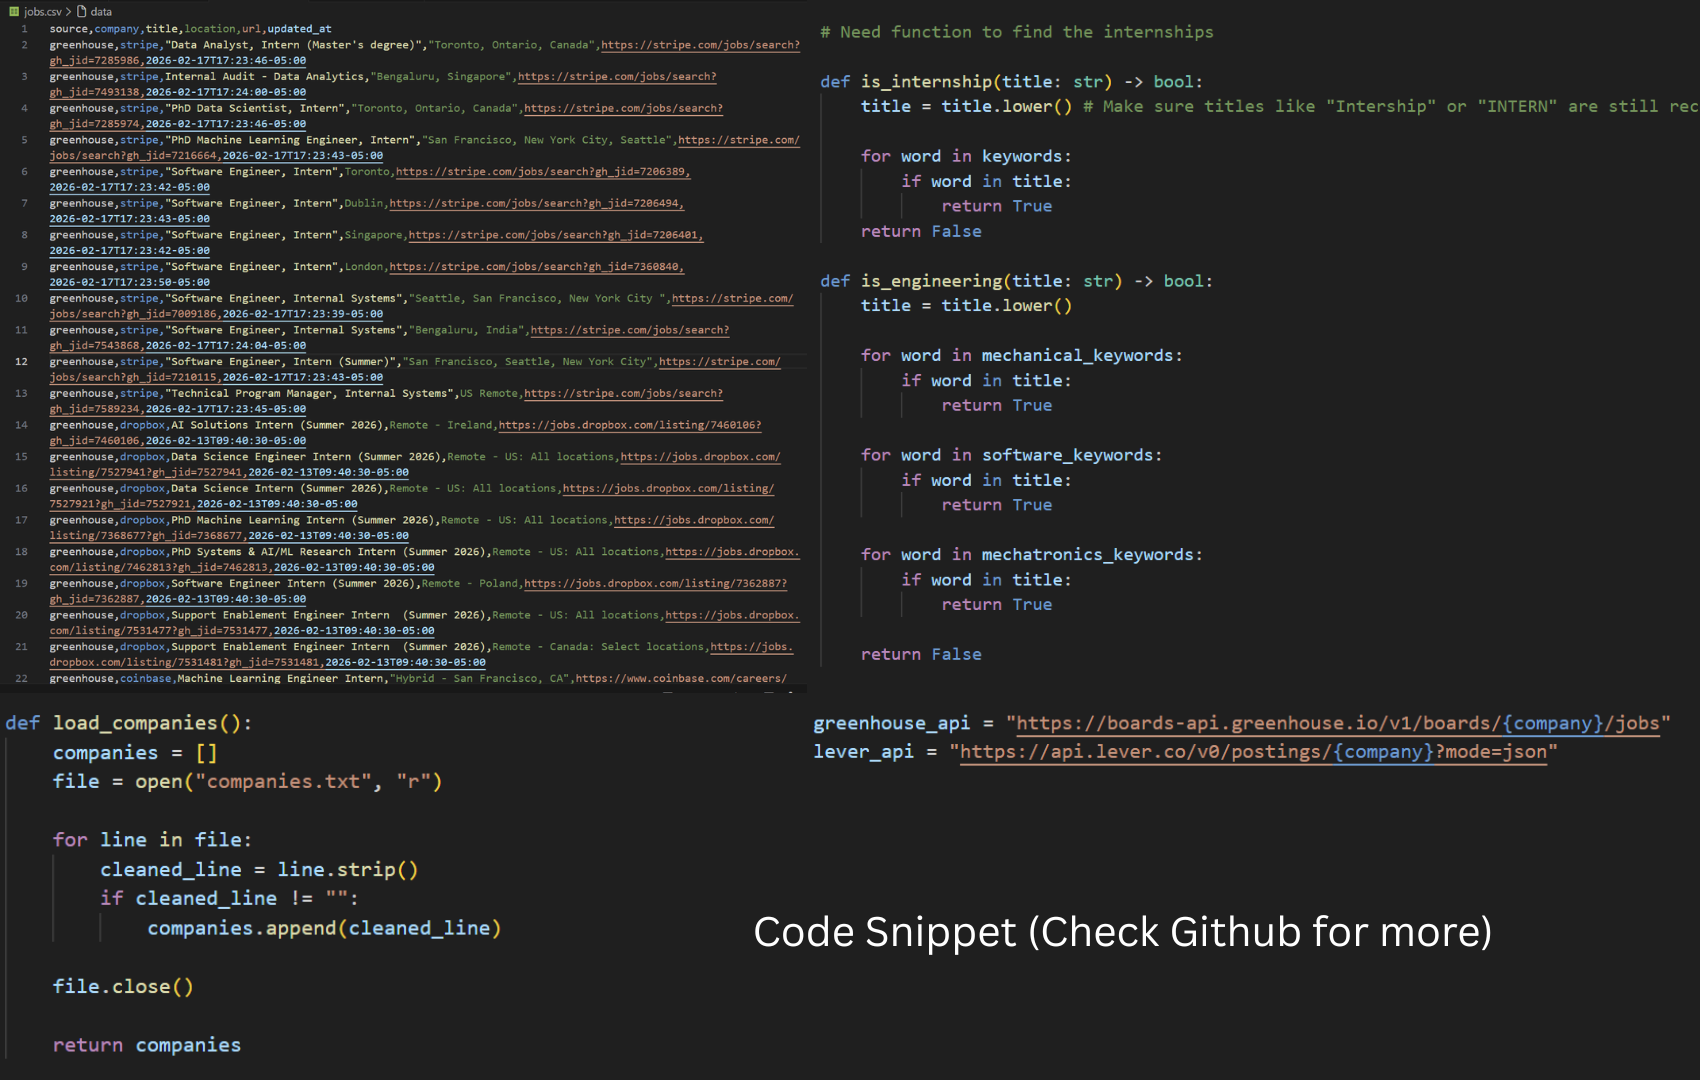 jobs.csv > data
1 source,company,title,location,url,updated_at
2 greenhouse,stripe,"Data Analyst, Intern (Master's degree)","Toronto, Ontario, Canada",https://stripe.com/jobs/search?
gh_jid=7285986,2026-02-17T17:23:46-05:00
3 greenhouse,stripe,Internal Audit - Data Analytics,"Bengaluru, Singapore",https://stripe.com/jobs/search?
gh_jid=7493138,2026-02-17T17:24:00-05:00
4 greenhouse,stripe,"PhD Data Scientist, Intern","Toronto, Ontario, Canada",https://stripe.com/jobs/search?
gh_jid=7285974,2026-02-17T17:23:46-05:00
5 greenhouse,stripe,"PhD Machine Learning Engineer, Intern","San Francisco, New York City, Seattle",https://stripe.com/
jobs/search?gh_jid=7216664,2026-02-17T17:23:43-05:00
6 greenhouse,stripe,"Software Engineer, Intern",Toronto,https://stripe.com/jobs/search?gh_jid=7206389,
2026-02-17T17:23:42-05:00
7 greenhouse,stripe,"Software Engineer, Intern",Dublin,https://stripe.com/jobs/search?gh_jid=7206494,
2026-02-17T17:23:43-05:00
8 greenhouse,stripe,"Software Engineer, Intern",Singapore,https://stripe.com/jobs/search?gh_jid=7206401,
2026-02-17T17:23:42-05:00
9 greenhouse,stripe,"Software Engineer, Intern",London,https://stripe.com/jobs/search?gh_jid=7360840,
2026-02-17T17:23:50-05:00
10 greenhouse,stripe,"Software Engineer, Internal Systems","Seattle, San Francisco, New York City ",https://stripe.com/
jobs/search?gh_jid=7009186,2026-02-17T17:23:39-05:00
11 greenhouse,stripe,"Software Engineer, Internal Systems","Bengaluru, India",https://stripe.com/jobs/search?
gh_jid=7543868,2026-02-17T17:24:04-05:00
12 greenhouse,stripe,"Software Engineer, Intern (Summer)","San Francisco, Seattle, New York City",https://stripe.com/
jobs/search?gh_jid=7210115,2026-02-17T17:23:43-05:00
13 greenhouse,stripe,"Technical Program Manager, Internal Systems",US Remote,https://stripe.com/jobs/search?
gh_jid=7589234,2026-02-17T17:23:45-05:00
14 greenhouse,dropbox,AI Solutions Intern (Summer 2026),Remote - Ireland,https://jobs.dropbox.com/listing/7460106?
gh_jid=7460106,2026-02-13T09:40:30-05:00
15 greenhouse,dropbox,Data Science Engineer Intern (Summer 2026),Remote - US: All locations,https://jobs.dropbox.com/
listing/7527941?gh_jid=7527941,2026-02-13T09:40:30-05:00
16 greenhouse,dropbox,Data Science Intern (Summer 2026),Remote - US: All locations,https://jobs.dropbox.com/listing/
7527921?gh_jid=7527921,2026-02-13T09:40:30-05:00
17 greenhouse,dropbox,PhD Machine Learning Intern (Summer 2026),Remote - US: All locations,https://jobs.dropbox.com/
listing/7368677?gh_jid=7368677,2026-02-13T09:40:30-05:00
18 greenhouse,dropbox,PhD Systems & AI/ML Research Intern (Summer 2026),Remote - US: All locations,https://jobs.dropbox.
com/listing/7462813?gh_jid=7462813,2026-02-13T09:40:30-05:00
19 greenhouse,dropbox,Software Engineer Intern (Summer 2026),Remote - Poland,https://jobs.dropbox.com/listing/7362887?
gh_jid=7362887,2026-02-13T09:40:30-05:00
20 greenhouse,dropbox,Support Enablement Engineer Intern  (Summer 2026),Remote - US: All locations,https://jobs.dropbox.
com/listing/7531477?gh_jid=7531477,2026-02-13T09:40:30-05:00
21 greenhouse,dropbox,Support Enablement Engineer Intern  (Summer 2026),Remote - Canada: Select locations,https://jobs.
dropbox.com/listing/7531481?gh_jid=7531481,2026-02-13T09:40:30-05:00
22 greenhouse,coinbase,Machine Learning Engineer Intern,"Hybrid - San Francisco, CA",https://www.coinbase.com/careers/
# Need function to find the internships
def is_internship(title: str) -> bool:
title = title.lower() # Make sure titles like "Intership" or "INTERN" are still rec
for word in keywords:
if word in title:
return True
return False
def is_engineering(title: str) -> bool:
title = title.lower()
for word in mechanical_keywords:
if word in title:
return True
for word in software_keywords:
if word in title:
return True
for word in mechatronics_keywords:
if word in title:
return True
return False
def load_companies():
companies = []
file = open("companies.txt", "r")
for line in file:
cleaned_line = line.strip()
if cleaned_line != "":
companies.append(cleaned_line)
file.close()
return companies
greenhouse_api = "https://boards-api.greenhouse.io/v1/boards/{company}/jobs"
lever_api = "https://api.lever.co/v0/postings/{company}?mode=json"
Code Snippet (Check Github for more)